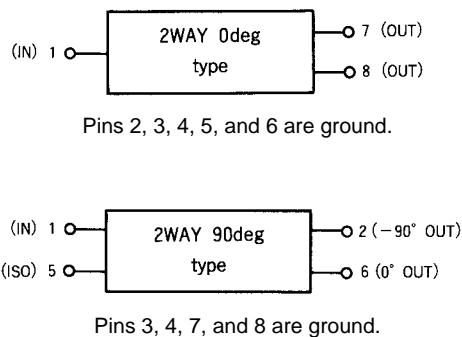 2WAY 0deg
type
(IN) 1
7 (OUT)
8 (OUT)
Pins 2, 3, 4, 5, and 6 are ground.
2WAY 90deg
type
(IN) 1
(ISO) 5
2 (−90° OUT)
6 (0° OUT)
Pins 3, 4, 7, and 8 are ground.